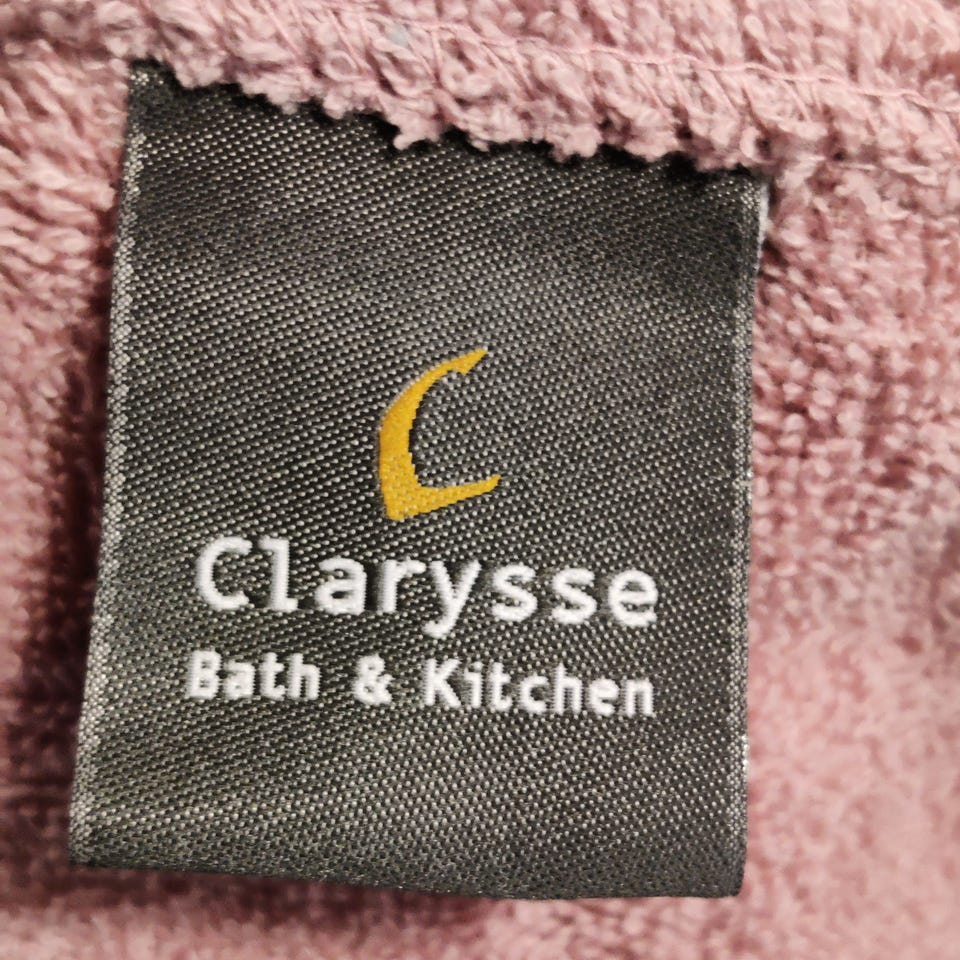 C
Clarysse
Bath & Kitchen